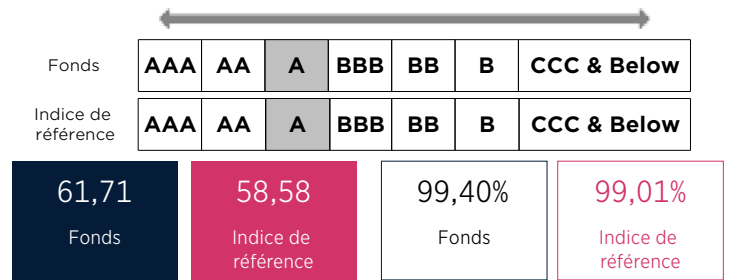 Fonds AAA AA A BBB BB B CCC & Below
Indice de
référence AAA AA A BBB BB B CCC & Below
61,71 58,58 99,40% 99,01%
Fonds Indice de Fonds Indice de
référence référence